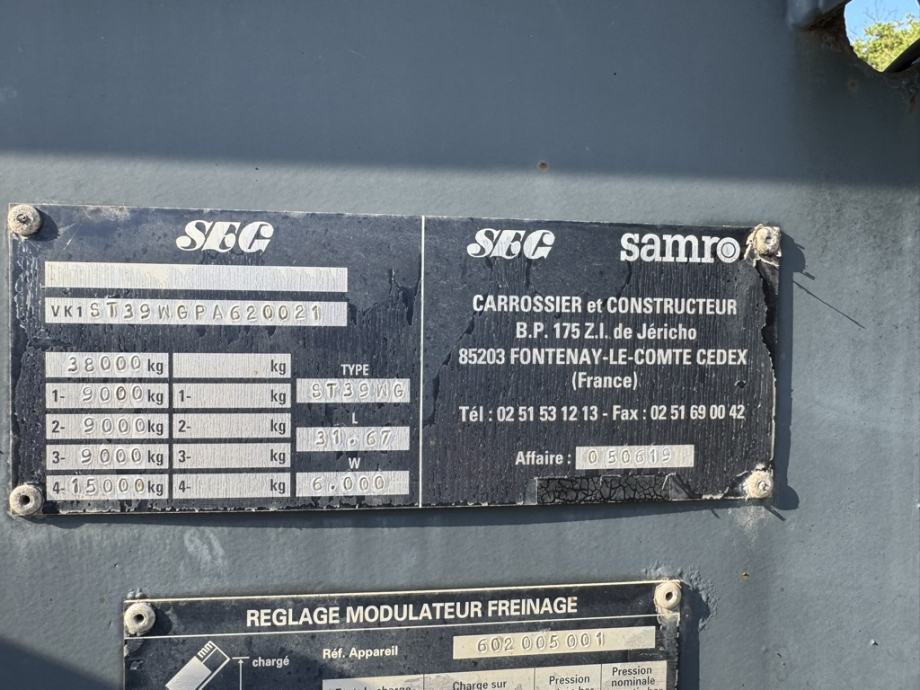 SEG
VK1ST39WGPA620021
38000 kg kg
1- 9000 kg 1- kg
2- 9000 kg 2- kg
3- 9000 kg 3- kg
4- 15000 kg 4- kg
TYPE
ST39WG
L
31.67
W
6.000
SEG samro
CARROSSIER et CONSTRUCTEUR
B.P. 175 Z.I. de Jéricho
85203 FONTENAY-LE-COMTE CEDEX
(France)
Tél : 02 51 53 12 13 - Fax : 02 51 69 00 42
Affaire : 050619
REGLAGE MODULATEUR FREINAGE
Réf. Appareil 602 005 001
mm
chargé
Charge sur
Pression
Pression
nominale